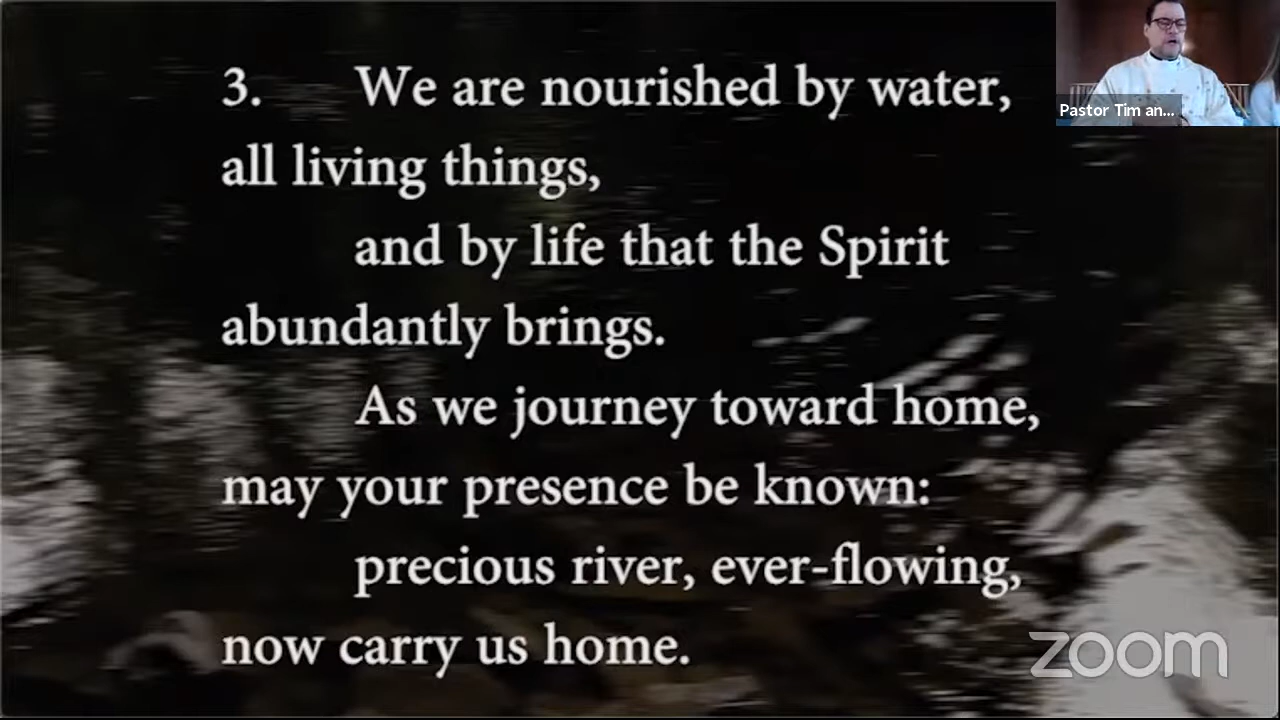 3. We are nourished by water,
all living things,
and by life that the Spirit
abundantly brings.
As we journey toward home,
may your presence be known:
precious river, ever-flowing,
now carry us home.
Pastor Tim an...
zoom